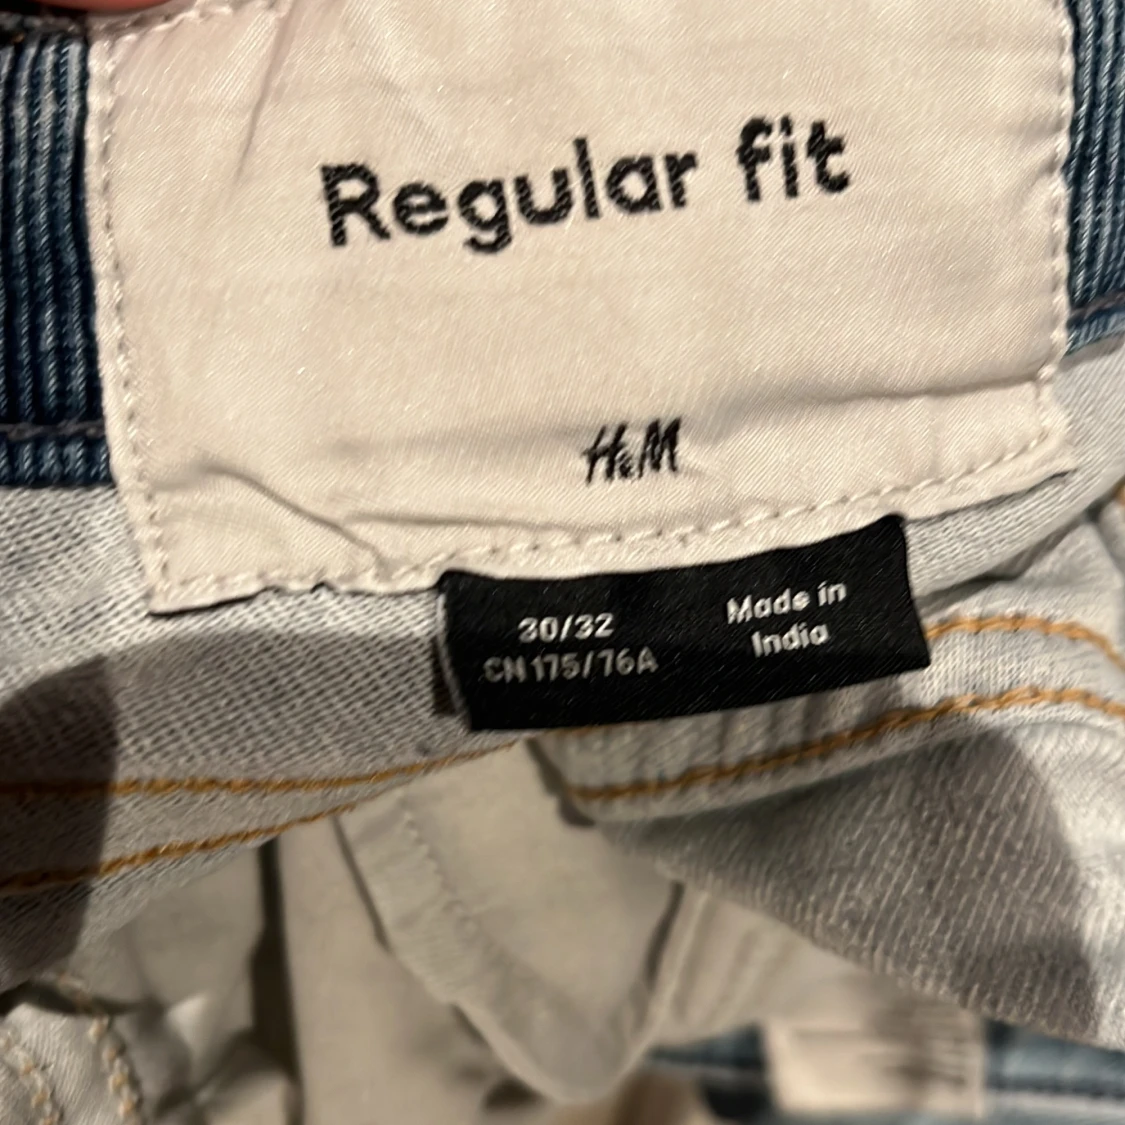 Regular fit
H&M
30/32
CN 175/76A
Made in
India